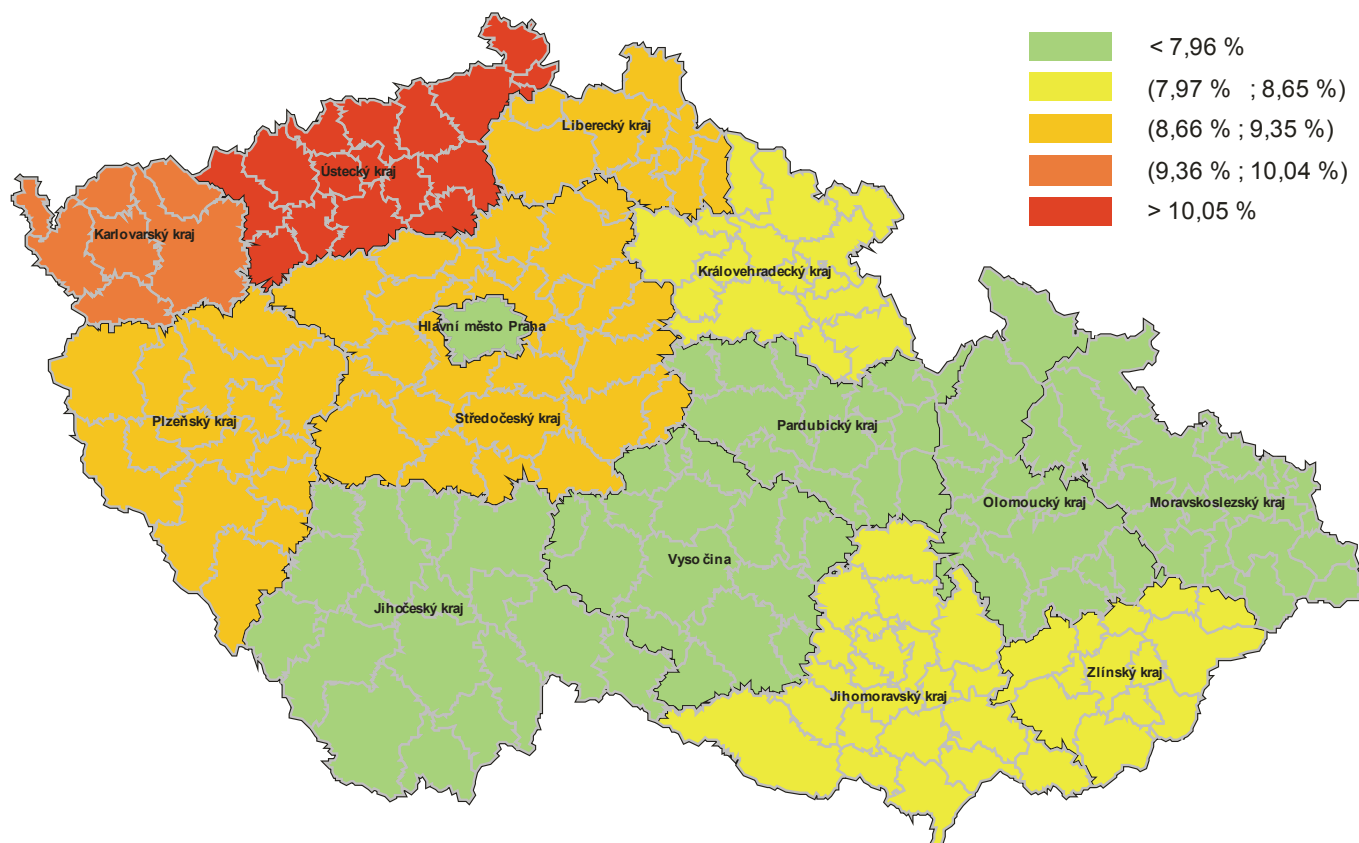 < 7,96 %
(7,97 % ; 8,65 %)
(8,66 % ; 9,35 %)
(9,36 % ; 10,04 %)
> 10,05 %
Liberecký kraj
Ústecký kraj
Karlovarský kraj
Královehradecký kraj
Hlavní město Praha
Plzeňský kraj
Středočeský kraj
Pardubický kraj
Olomoucký kraj
Moravskoslezský kraj
Vyso čina
Jihočeský kraj
Zlínský kraj
Jihomoravský kraj